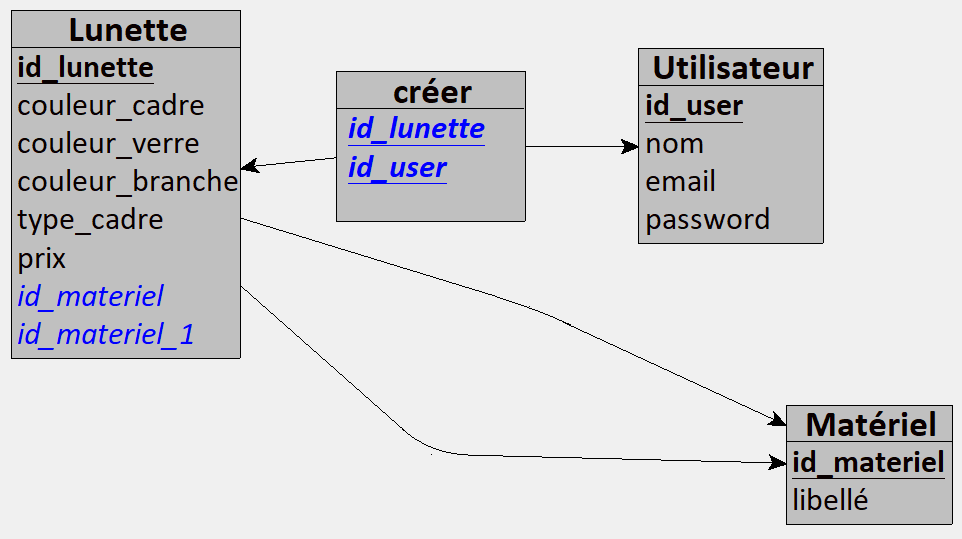 Lunette
id_lunette
couleur_cadre
couleur_verre
couleur_branche
type_cadre
prix
id_materiel
id_materiel_1
créer
id_lunette
id_user
Utilisateur
id_user
nom
email
password
Matériel
id_materiel
libellé